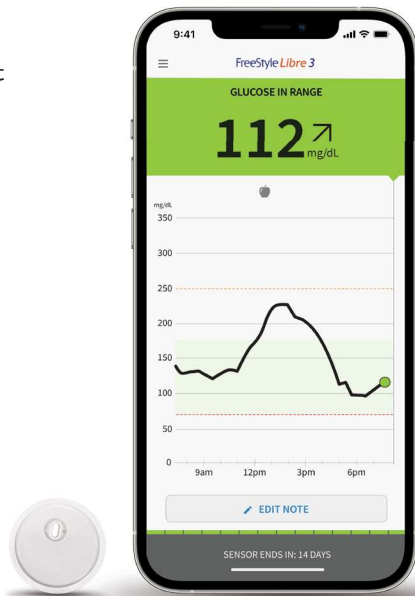 t
9:41
FreeStyle Libre 3
GLUCOSE IN RANGE
112 mg/dL
mg/dL
350
300
250
200
150
100
50
0
9am 12pm 3pm 6pm
EDIT NOTE
SENSOR ENDS IN: 14 DAYS